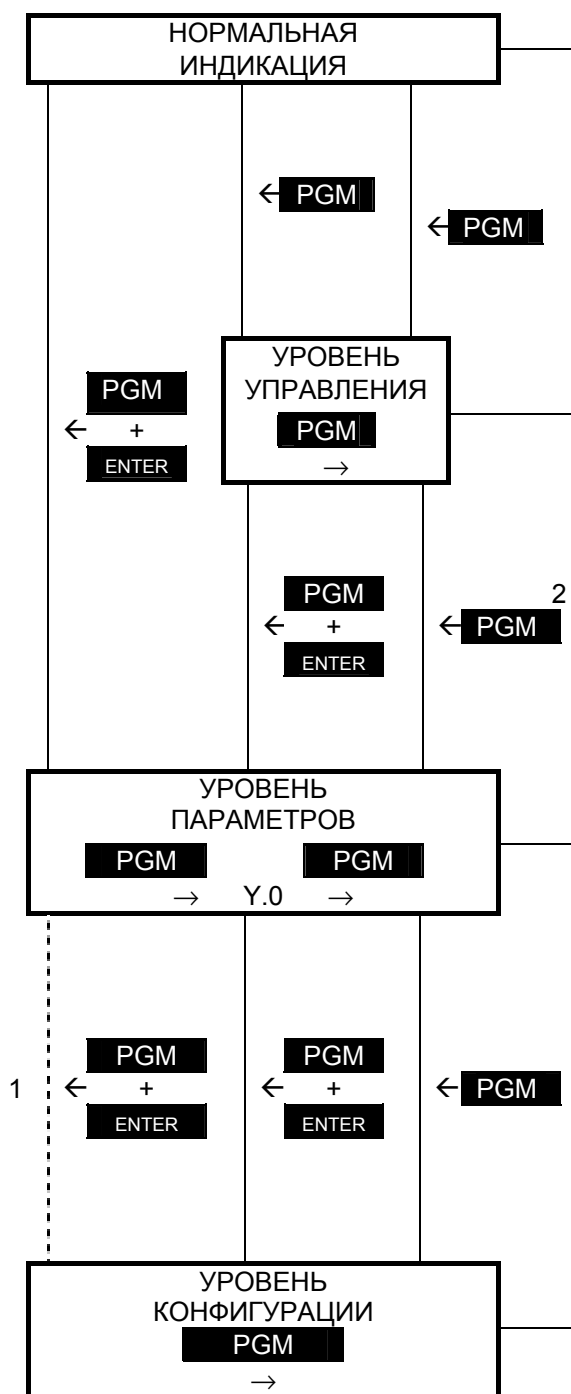 НОРМАЛЬНАЯ
ИНДИКАЦИЯ
← PGM
← PGM
УРОВЕНЬ
УПРАВЛЕНИЯ
PGM
→
PGM
← +
ENTER
PGM
← +
ENTER
2
← PGM
УРОВЕНЬ
ПАРАМЕТРОВ
PGM PGM
→ Y.0 →
1
PGM
← +
ENTER
PGM
← +
ENTER
← PGM
УРОВЕНЬ
КОНФИГУРАЦИИ
PGM
→